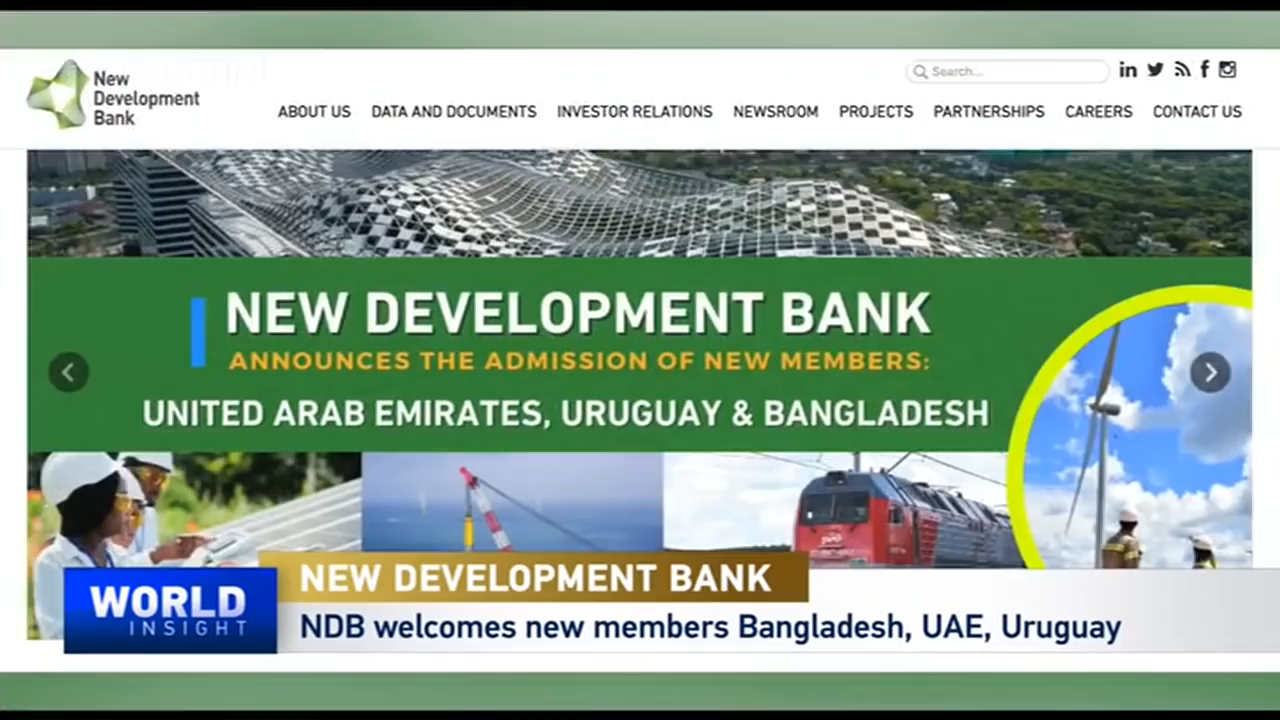 New
Development
Bank
Search...
ABOUT US DATA AND DOCUMENTS INVESTOR RELATIONS NEWSROOM PROJECTS PARTNERSHIPS CAREERS CONTACT US
NEW DEVELOPMENT BANK
ANNOUNCES THE ADMISSION OF NEW MEMBERS:
UNITED ARAB EMIRATES, URUGUAY & BANGLADESH
WORLD
INSIGHT
NEW DEVELOPMENT BANK
NDB welcomes new members Bangladesh, UAE, Uruguay